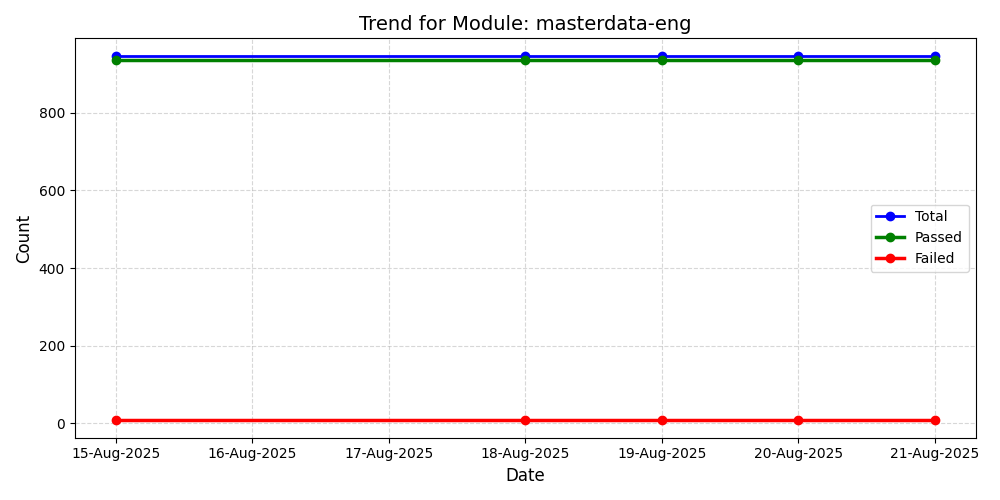 Trend for Module: masterdata-eng
Count
800
600
400
200
0
Total
Passed
Failed
15-Aug-2025 16-Aug-2025 17-Aug-2025 18-Aug-2025 19-Aug-2025 20-Aug-2025 21-Aug-2025
Date